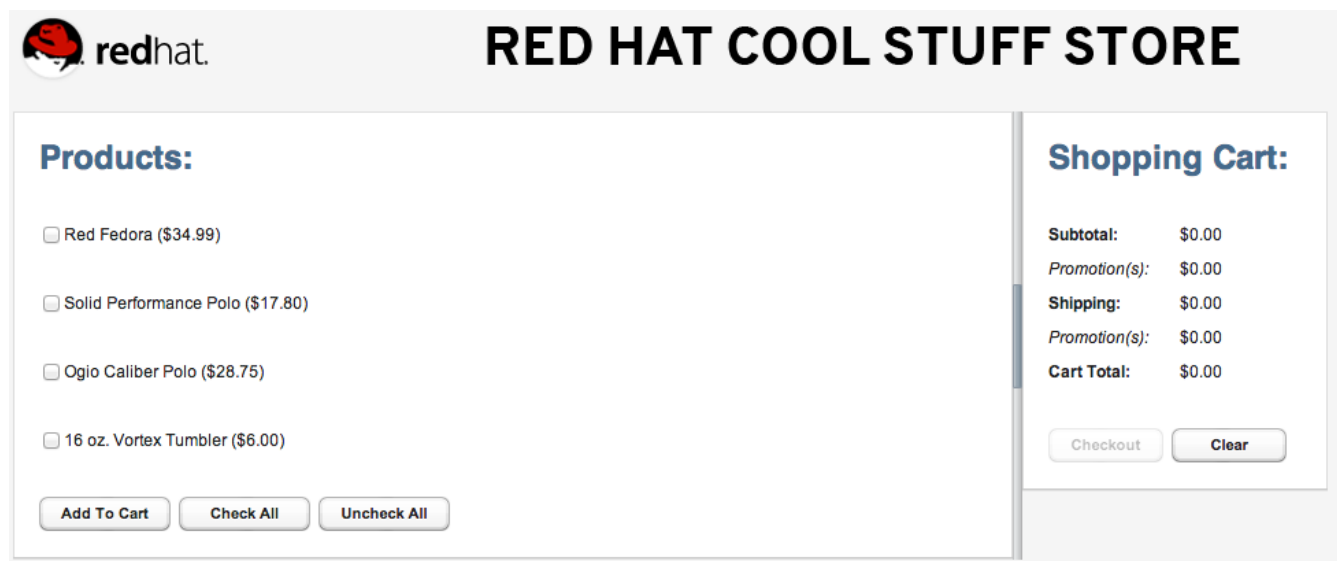 redhat.
RED HAT COOL STUFF STORE
Products:
Red Fedora ($34.99)
Solid Performance Polo ($17.80)
Ogio Caliber Polo ($28.75)
16 oz. Vortex Tumbler ($6.00)
Add To Cart Check All Uncheck All
Shopping Cart:
Subtotal: $0.00
Promotion(s): $0.00
Shipping: $0.00
Promotion(s): $0.00
Cart Total: $0.00
Checkout Clear